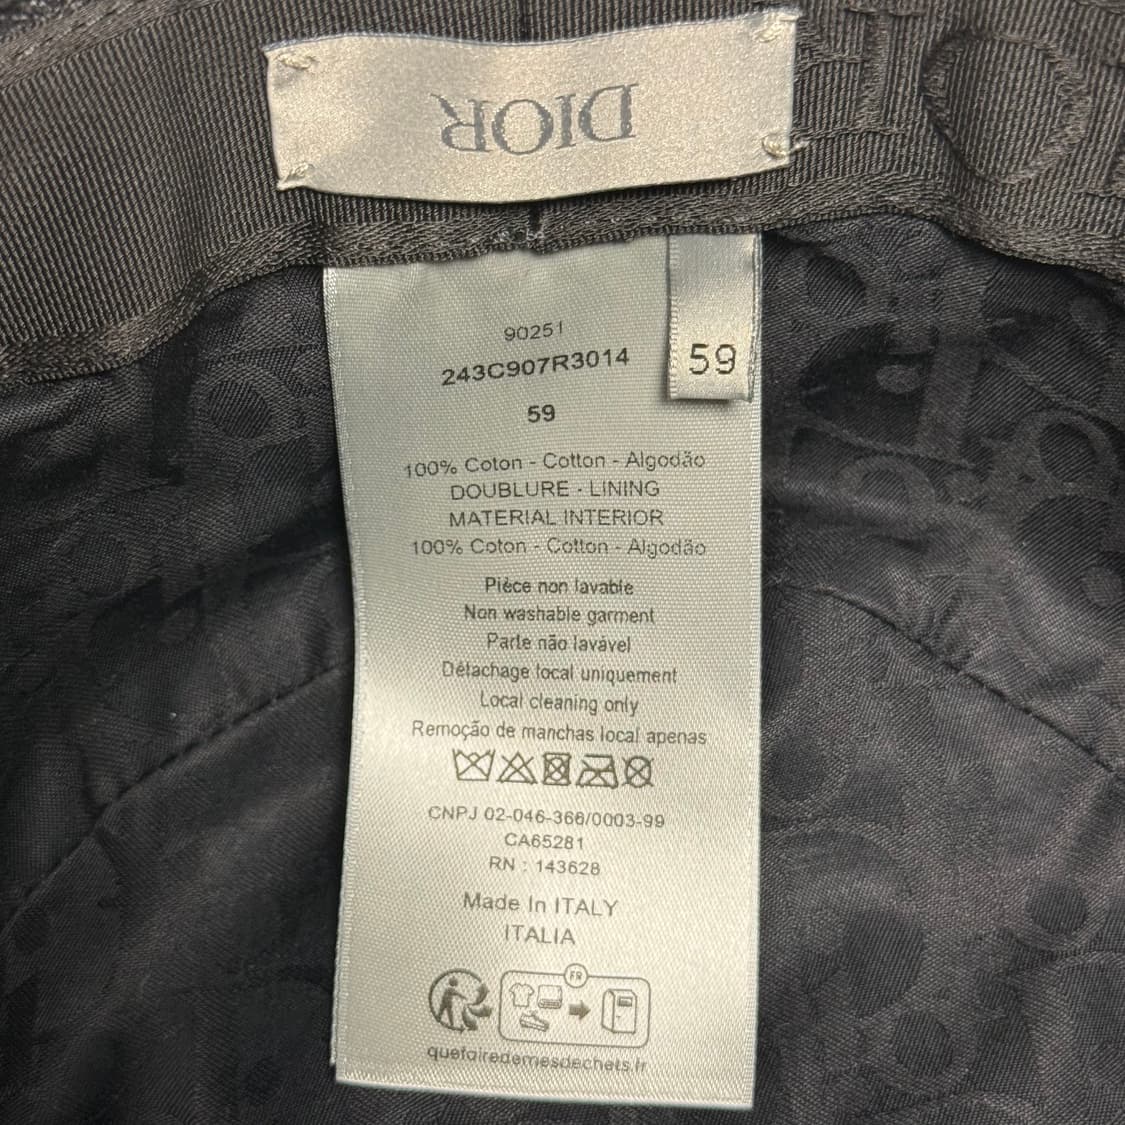 DIOR
59
90251
243C907R3014
59
100% Coton - Cotton - Algodão
DOUBLURE - LINING
MATERIAL INTERIOR
100% Coton - Cotton - Algodão
Pièce non lavable
Non washable garment
Parte não lavável
Détachage local uniquement
Local cleaning only
Remoção de manchas local apenas
CNPJ 02-046-366/0003-99
CA65281
RN : 143628
Made In ITALY
ITALIA
FR
quefairedemesdechets.fr